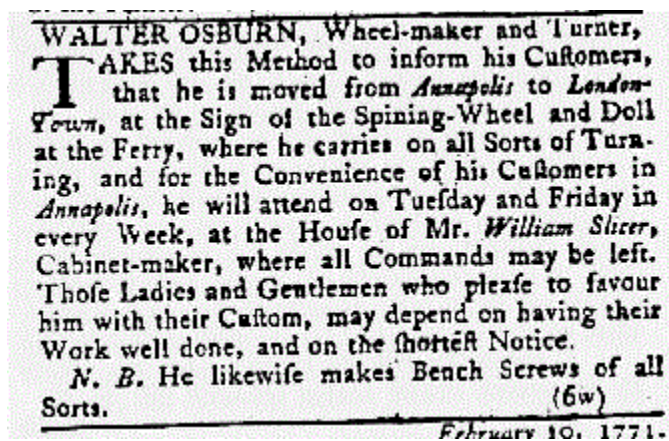 WALTER OSBURN, Wheel-maker and Turner,
TAKES this Method to inform his Cuſtomers,
that he is moved from Annapolis to London-
Town, at the Sign of the Spining-Wheel and Doll
at the Ferry, where he carries on all Sorts of Turn-
ing, and for the Convenience of his Cuſtomers in
Annapolis, he will attend on Tueſday and Friday in
every Week, at the Houſe of Mr. William Slicer,
Cabinet-maker, where all Commands may be left.
Thoſe Ladies and Gentlemen who pleaſe to favour
him with their Cuſtom, may depend on having their
Work well done, and on the ſhorteſt Notice.
N. B. He likewiſe makes Bench Screws of all
Sorts. (6w)
February 19, 1771.